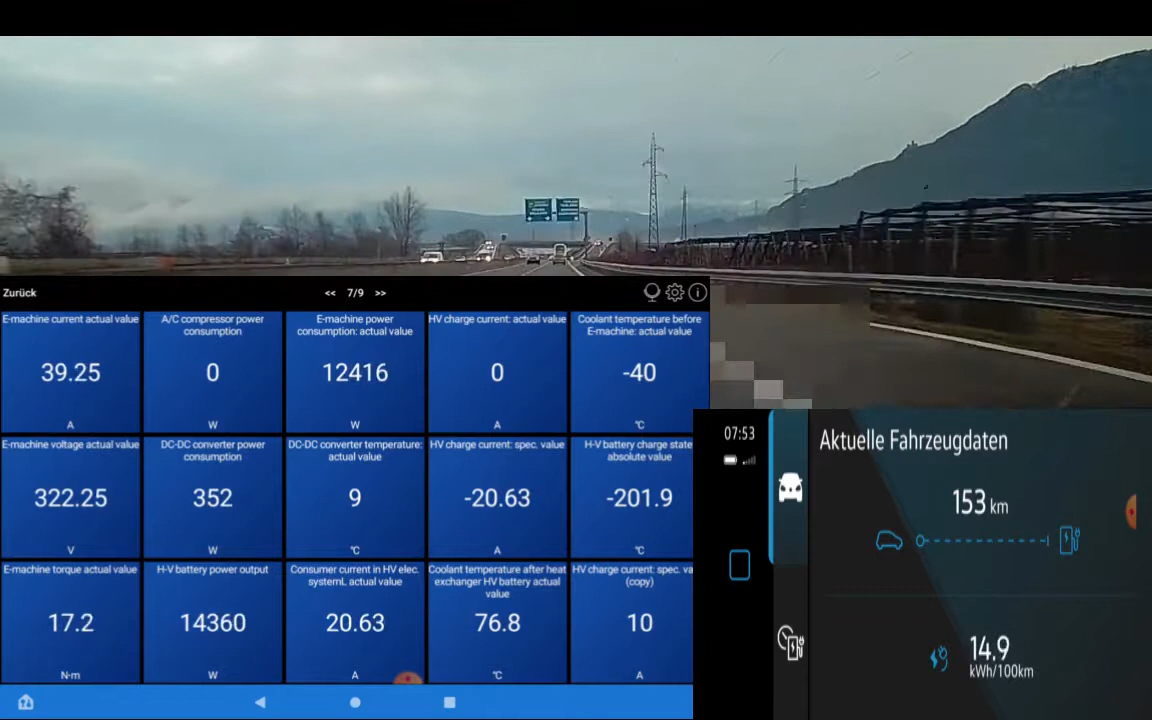 Zurück
<< 7/9 >>
E-machine current actual value
39.25
A
A/C compressor power
consumption
0
W
E-machine power
consumption: actual value
12416
W
HV charge current: actual value
0
A
Coolant temperature before
E-machine: actual value
-40
℃
E-machine voltage actual value
322.25
V
DC-DC converter power
consumption
352
W
DC-DC converter temperature:
actual value
9
℃
HV charge current: spec. value
-20.63
A
H-V battery charge state
absolute value
-201.9
℃
E-machine torque actual value
17.2
N·m
H-V battery power output
14360
W
Consumer current in HV elec.
systemL actual value
20.63
A
Coolant temperature after heat
exchanger HV battery actual
value
76.8
℃
HV charge current: spec. va
(copy)
10
A
07:53
Aktuelle Fahrzeugdaten
153 km
14.9
kWh/100km